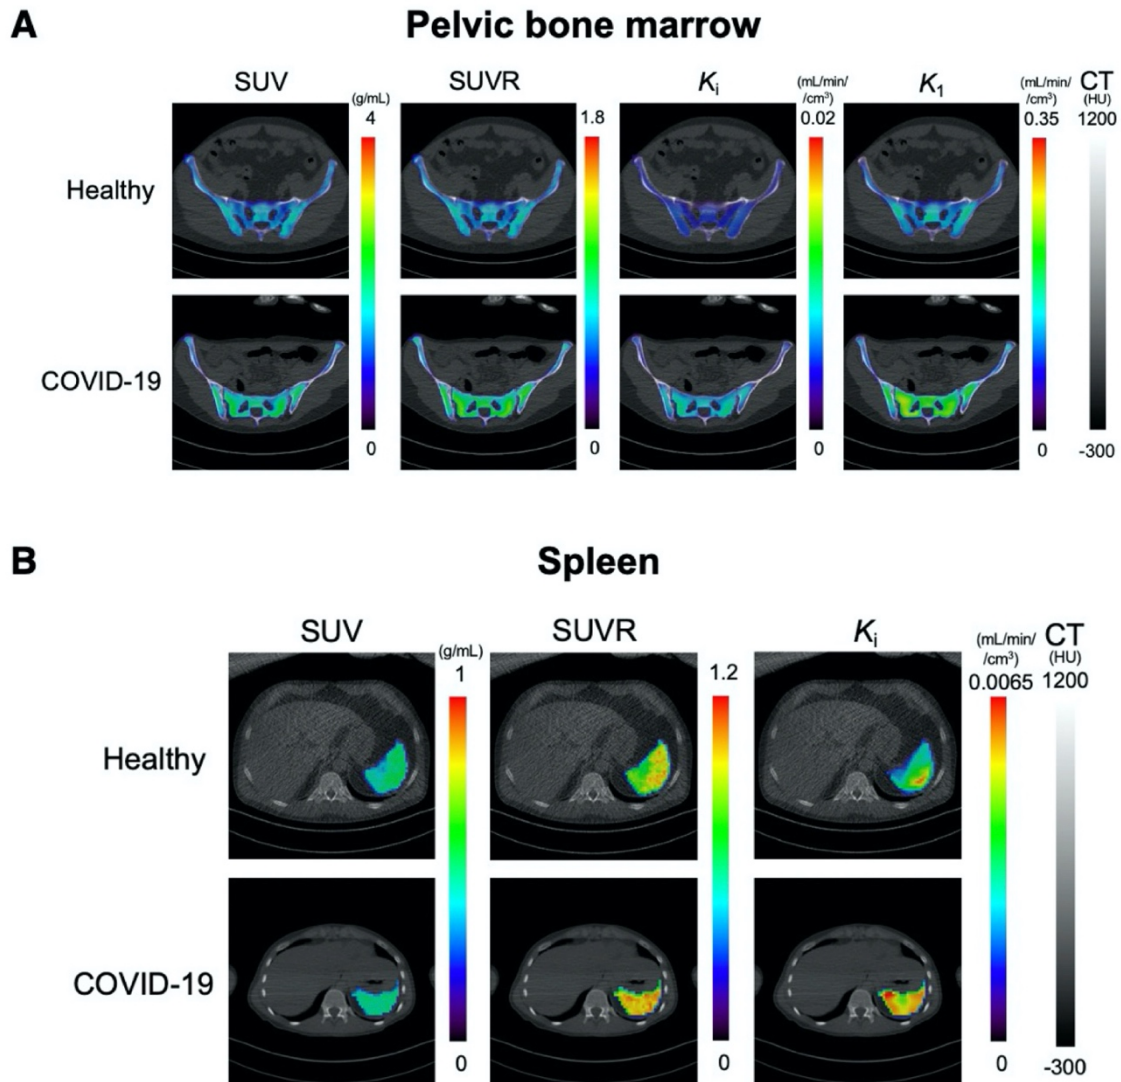 A
Pelvic bone marrow
SUV
SUVR
Ki
K1
CT
(g/mL)
(mL/min/
/cm³)
(mL/min/
/cm³)
(HU)
4
1.8
0.02
0.35
1200
Healthy
COVID-19
0
0
0
0
-300
B
Spleen
SUV
SUVR
Ki
CT
(g/mL)
(mL/min/
/cm³)
(HU)
1
1.2
0.0065
1200
Healthy
COVID-19
0
0
0
-300